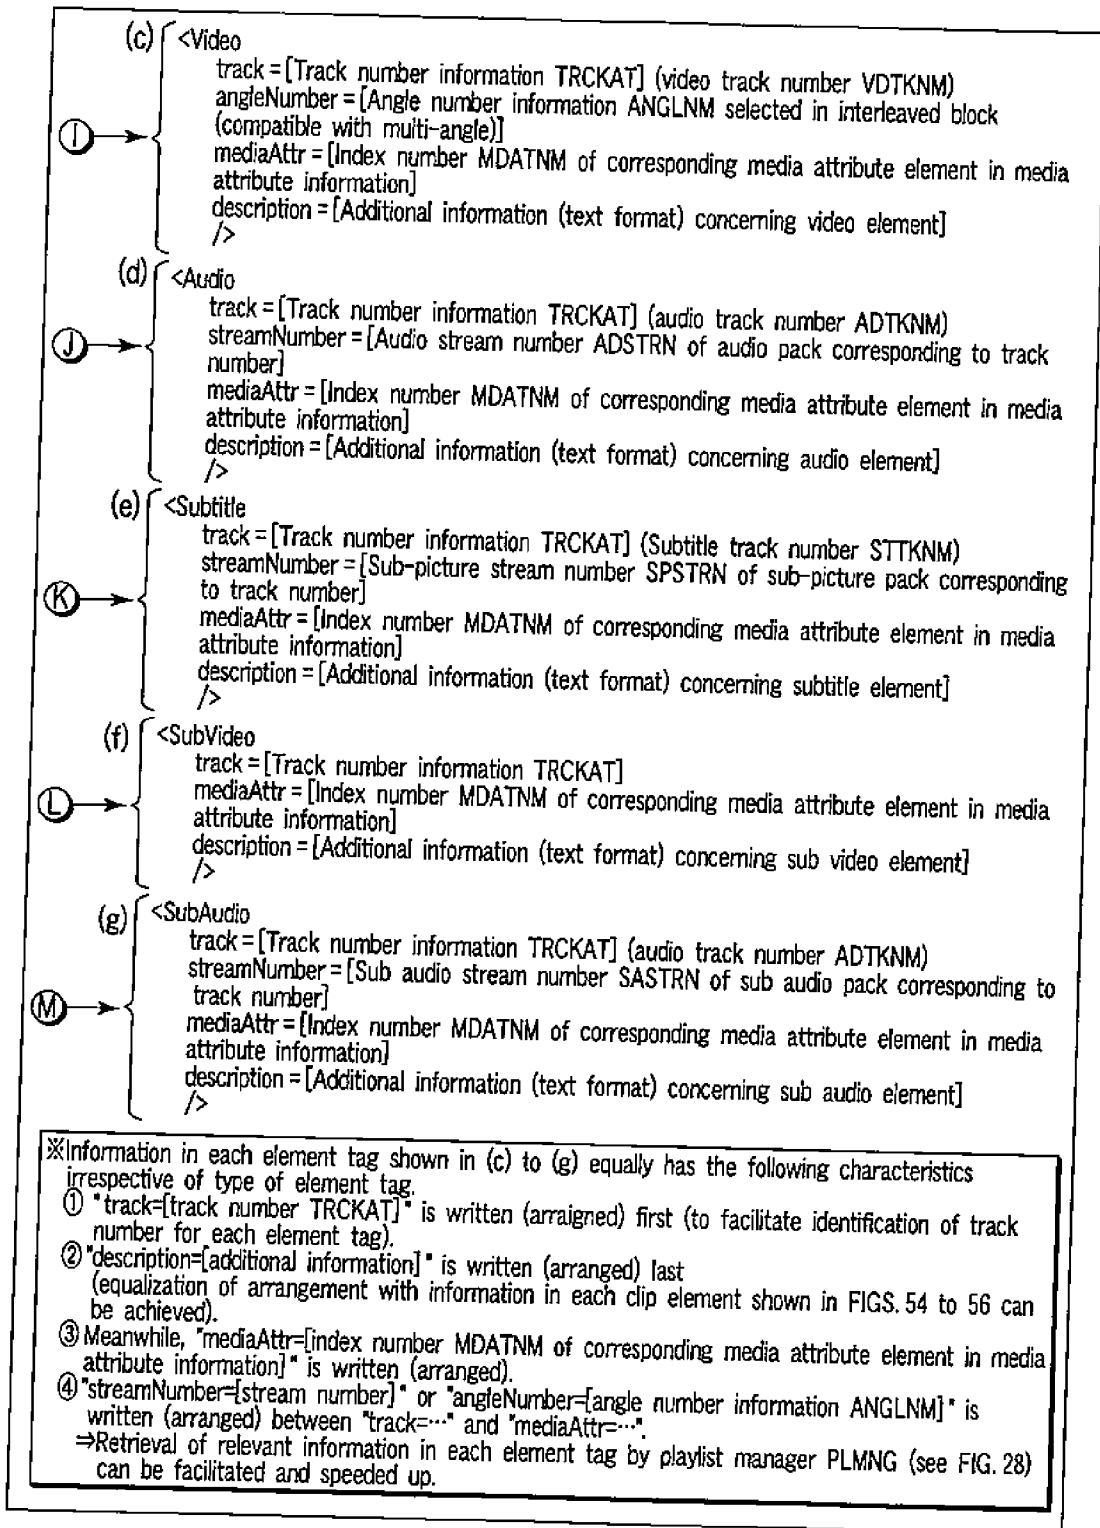 (c) <Video
track=[Track number information TRCKAT] (video track number VDTKNM)
angleNumber=[Angle number information ANGLNM selected in interleaved block
(compatible with multi-angle)]
Ⓘ
mediaAttr=[Index number MDATNM of corresponding media attribute element in media
attribute information]
description=[Additional information (text format) concerning video element]
/>
(d) <Audio
track=[Track number information TRCKAT] (audio track number ADTKNM)
streamNumber=[Audio stream number ADSTRN of audio pack corresponding to track
number]
Ⓙ
mediaAttr=[Index number MDATNM of corresponding media attribute element in media
attribute information]
description=[Additional information (text format) concerning audio element]
/>
(e) <Subtitle
track=[Track number information TRCKAT] (Subtitle track number STTKNM)
streamNumber=[Sub-picture stream number SPSTRN of sub-picture pack corresponding
to track number]
Ⓚ
mediaAttr=[Index number MDATNM of corresponding media attribute element in media
attribute information]
description=[Additional information (text format) concerning subtitle element]
/>
(f) <SubVideo
track=[Track number information TRCKAT]
Ⓛ
mediaAttr=[Index number MDATNM of corresponding media attribute element in media
attribute information]
description=[Additional information (text format) concerning sub video element]
/>
(g) <SubAudio
track=[Track number information TRCKAT] (audio track number ADTKNM)
streamNumber=[Sub audio stream number SASTRN of sub audio pack corresponding to
track number]
Ⓜ
mediaAttr=[Index number MDATNM of corresponding media attribute element in media
attribute information]
description=[Additional information (text format) concerning sub audio element]
/>
※Information in each element tag shown in (c) to (g) equally has the following characteristics
irrespective of type of element tag.
① "track=[track number TRCKAT]" is written (arraigned) first (to facilitate identification of track
number for each element tag).
② "description=[additional information]" is written (arranged) last
(equalization of arrangement with information in each clip element shown in FIGS. 54 to 56 can
be achieved).
③ Meanwhile, "mediaAttr=[index number MDATNM of corresponding media attribute element in media
attribute information]" is written (arranged).
④ "streamNumber=[stream number]" or "angleNumber=[angle number information ANGLNM]" is
written (arranged) between "track=···" and "mediaAttr=···".
⇒Retrieval of relevant information in each element tag by playlist manager PLMNG (see FIG. 28)
can be facilitated and speeded up.